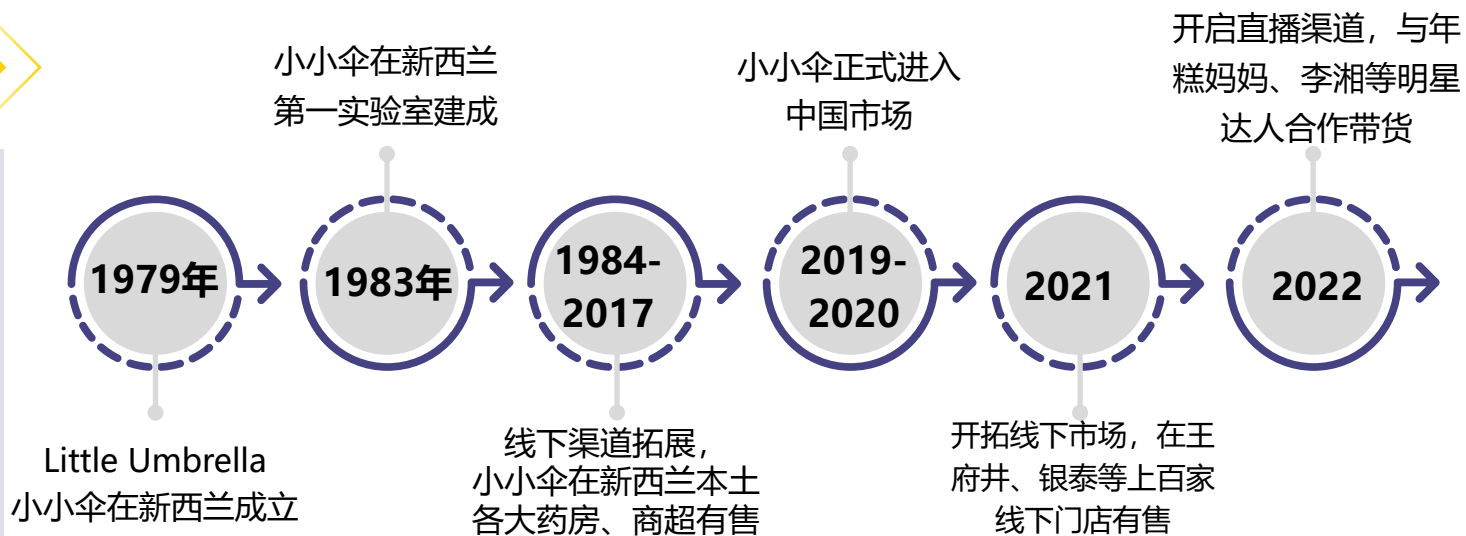 1979年
Little Umbrella
小小伞在新西兰成立
小小伞在新西兰
第一实验室建成
1983年
1984-
2017
线下渠道拓展，
小小伞在新西兰本土
各大药房、商超有售
小小伞正式进入
中国市场
2019-
2020
2021
开拓线下市场，在王
府井、银泰等上百家
线下门店有售
开启直播渠道，与年
糕妈妈、李湘等明星
达人合作带货
2022